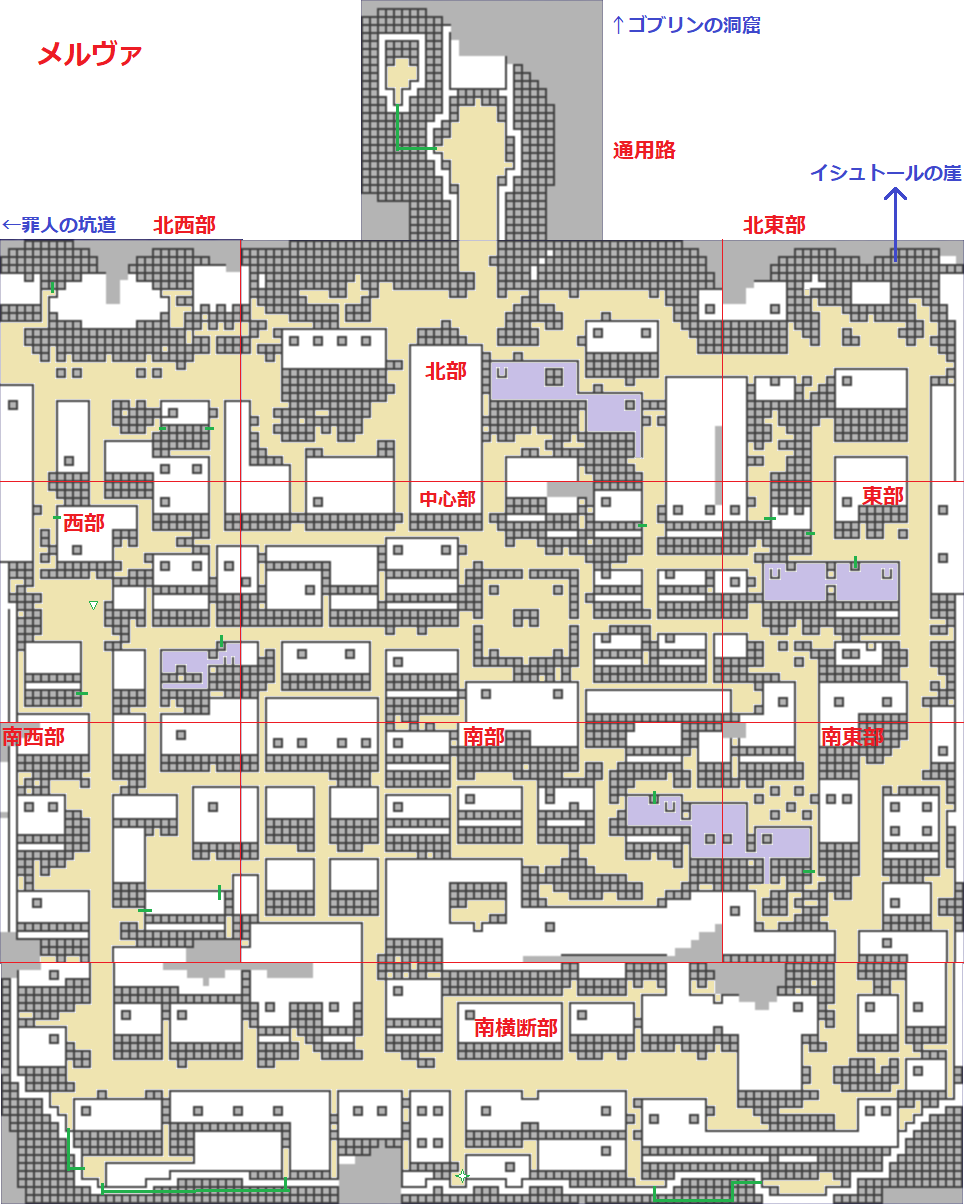 メルヴァ
↑ゴブリンの洞窟
通用路
イシュトールの崖
←罪人の坑道
北西部
北東部
北部
中心部
東部
西部
南西部
南部
南東部
南横断部